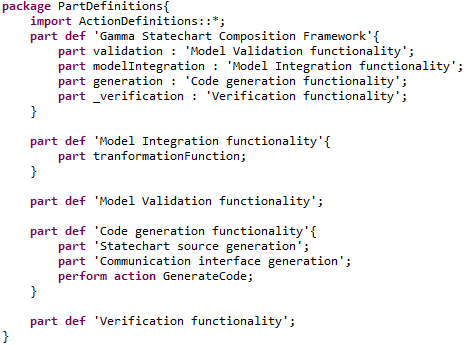 package PartDefinitions{
    import ActionDefinitions::*;
    part def 'Gamma Statechart Composition Framework'{
        part validation : 'Model Validation functionality';
        part modelIntegration : 'Model Integration functionality';
        part generation : 'Code generation functionality';
        part _verification : 'Verification functionality';
    }
    part def 'Model Integration functionality'{
        part tranformationFunction;
    }
    part def 'Model Validation functionality';
    part def 'Code generation functionality'{
        part 'Statechart source generation';
        part 'Communication interface generation';
        perform action GenerateCode;
    }
    part def 'Verification functionality';
}